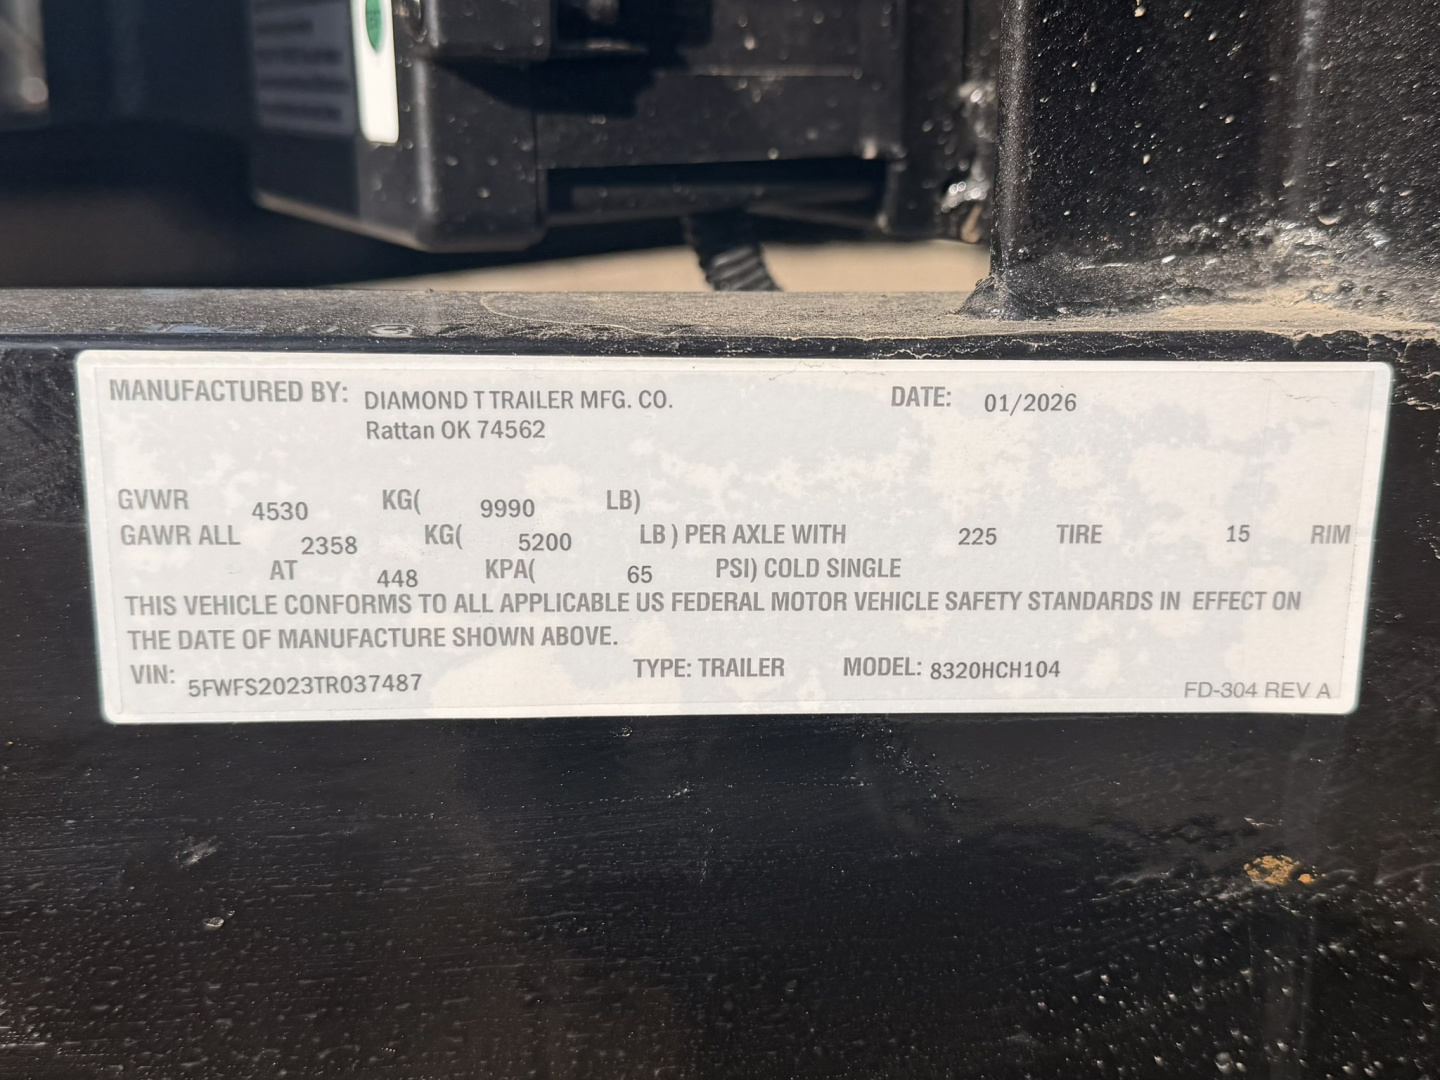 MANUFACTURED BY: DIAMOND T TRAILER MFG. CO. DATE: 01/2026
Rattan OK 74562
GVWR 4530 KG( 9990 LB)
GAWR ALL 2358 KG( 5200 LB ) PER AXLE WITH 225 TIRE 15 RIM
AT 448 KPA( 65 PSI) COLD SINGLE
THIS VEHICLE CONFORMS TO ALL APPLICABLE US FEDERAL MOTOR VEHICLE SAFETY STANDARDS IN EFFECT ON
THE DATE OF MANUFACTURE SHOWN ABOVE.
VIN: 5FWFS2023TR037487 TYPE: TRAILER MODEL: 8320HCH104
FD-304 REV A